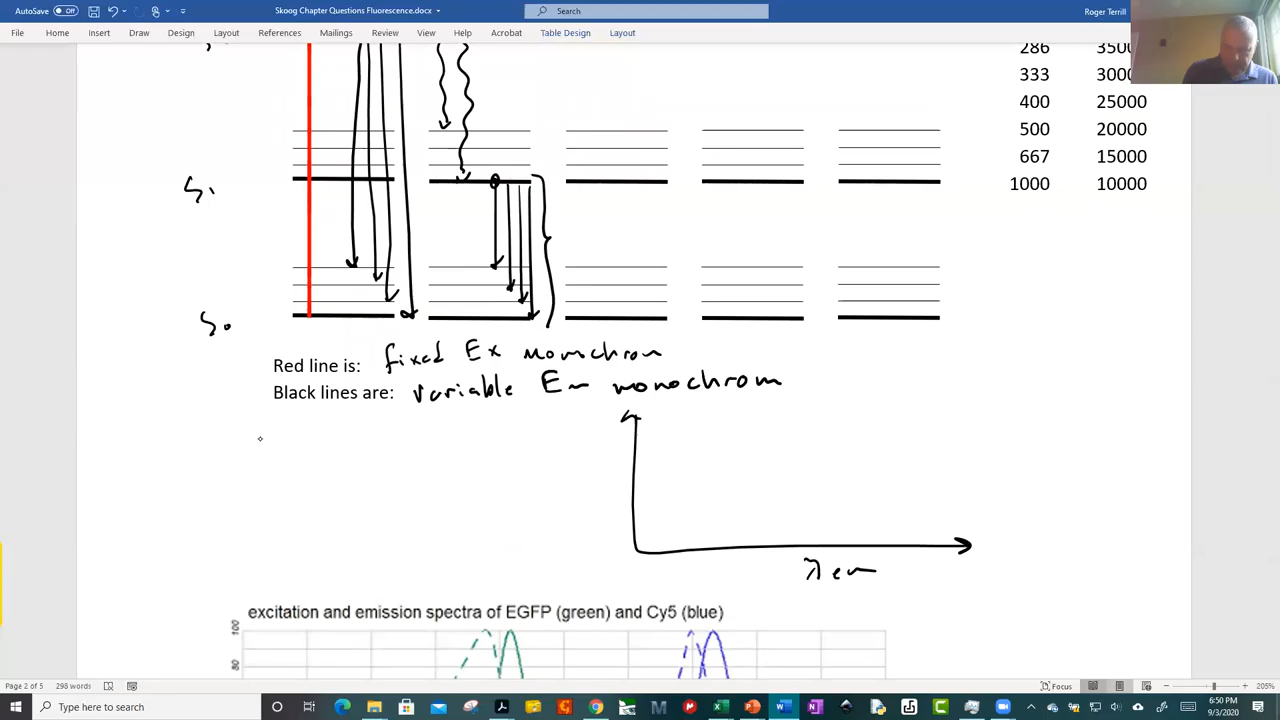 AutoSave Off
Skoog Chapter Questions Fluorescence.docx
Search
Roger Terrill
File Home Insert Draw Design Layout References Mailings Review View Help Acrobat Table Design Layout
286 3500
333 3000
400 25000
500 20000
667 15000
1000 10000
S1
S0
Red line is: fixed Ex monochrom
Black lines are: variable Em monochrom
λ em
excitation and emission spectra of EGFP (green) and Cy5 (blue)
100
80
Page 2 of 5 298 words
Focus
205%
Type here to search
6:50 PM
9/3/2020